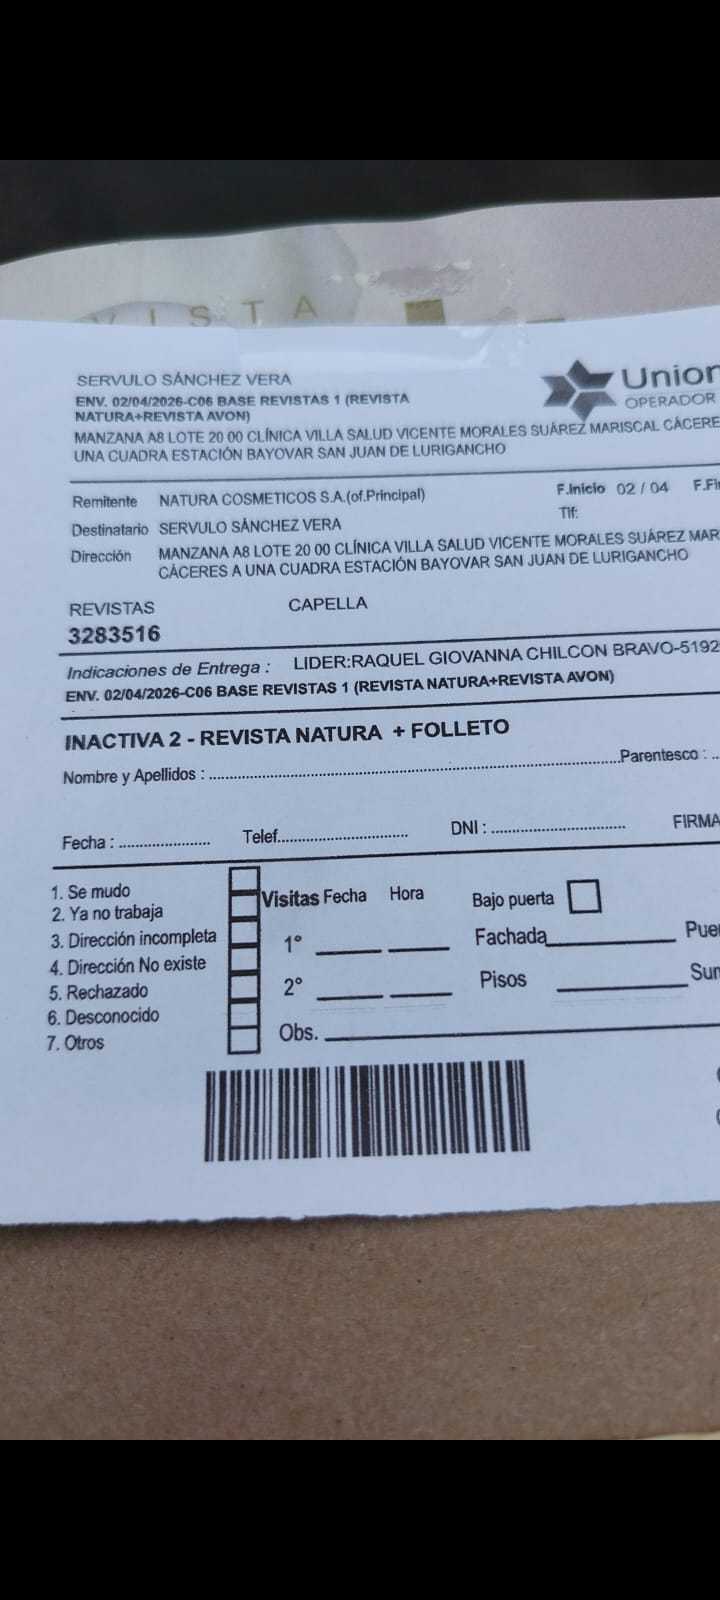 VISTA
SERVULO SÁNCHEZ VERA
ENV. 02/04/2026-C06 BASE REVISTAS 1 (REVISTA
NATURA+REVISTA AVON)
Union
OPERADOR
MANZANA A8 LOTE 20 00 CLÍNICA VILLA SALUD VICENTE MORALES SUÁREZ MARISCAL CÁCERE
UNA CUADRA ESTACIÓN BAYOVAR SAN JUAN DE LURIGANCHO
Remitente NATURA COSMETICOS S.A.(of.Principal) F.Inicio 02 / 04 F.Fi
Tlf:
Destinatario SERVULO SÁNCHEZ VERA
Dirección MANZANA A8 LOTE 20 00 CLÍNICA VILLA SALUD VICENTE MORALES SUÁREZ MAR
CÁCERES A UNA CUADRA ESTACIÓN BAYOVAR SAN JUAN DE LURIGANCHO
REVISTAS CAPELLA
3283516
Indicaciones de Entrega : LIDER:RAQUEL GIOVANNA CHILCON BRAVO-5192
ENV. 02/04/2026-C06 BASE REVISTAS 1 (REVISTA NATURA+REVISTA AVON)
INACTIVA 2 - REVISTA NATURA + FOLLETO
Nombre y Apellidos : ........ Parentesco : ..
Fecha : ........ Telef........ DNI : ........ FIRMA
1. Se mudo
2. Ya no trabaja
3. Dirección incompleta
4. Dirección No existe
5. Rechazado
6. Desconocido
7. Otros
Visitas Fecha Hora Bajo puerta
1° Fachada Puer
2° Pisos Sum
Obs.